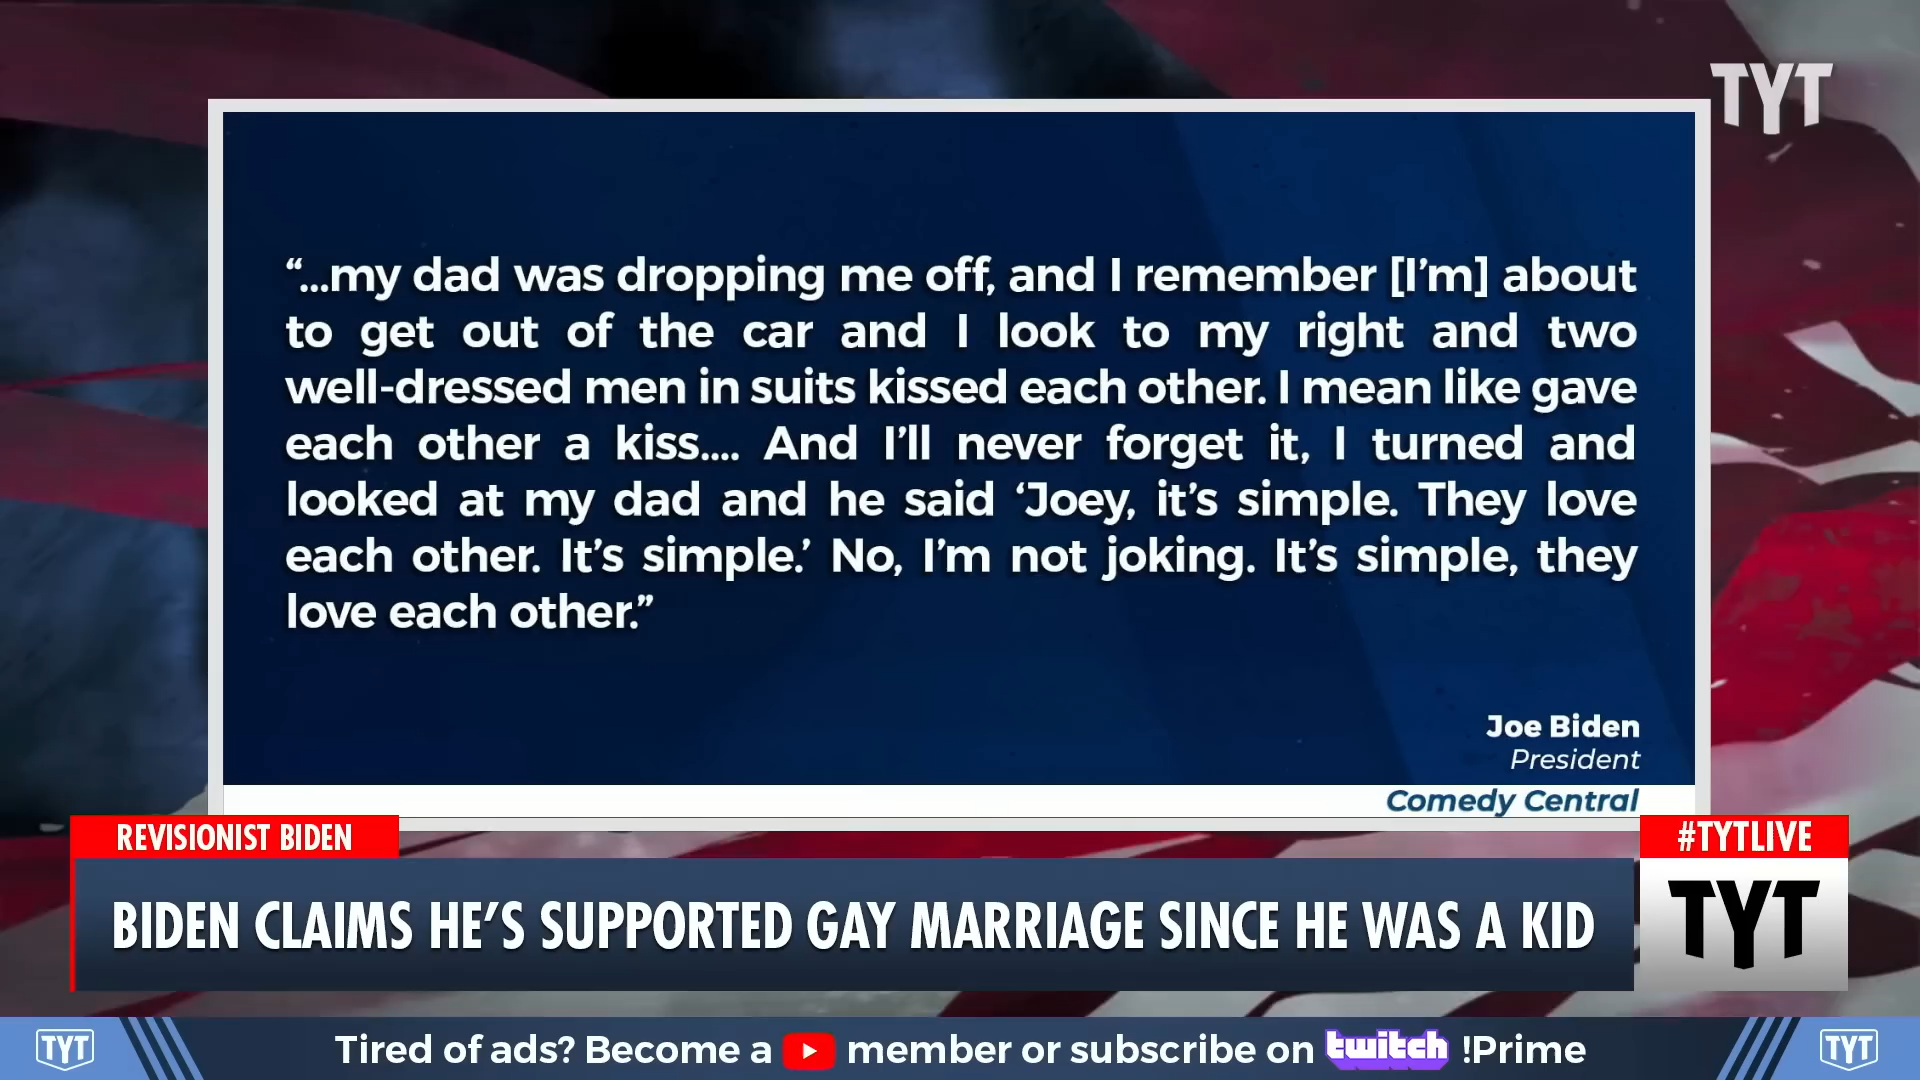 TYT
“...my dad was dropping me off, and I remember [I’m] about
to get out of the car and I look to my right and two
well-dressed men in suits kissed each other. I mean like gave
each other a kiss.... And I’ll never forget it, I turned and
looked at my dad and he said ‘Joey, it’s simple. They love
each other. It’s simple.’ No, I’m not joking. It’s simple, they
love each other.”
Joe Biden
President
Comedy Central
REVISIONIST BIDEN
#TYTLIVE
BIDEN CLAIMS HE’S SUPPORTED GAY MARRIAGE SINCE HE WAS A KID
TYT
TYT
Tired of ads? Become a member or subscribe on twitch !Prime
TYT